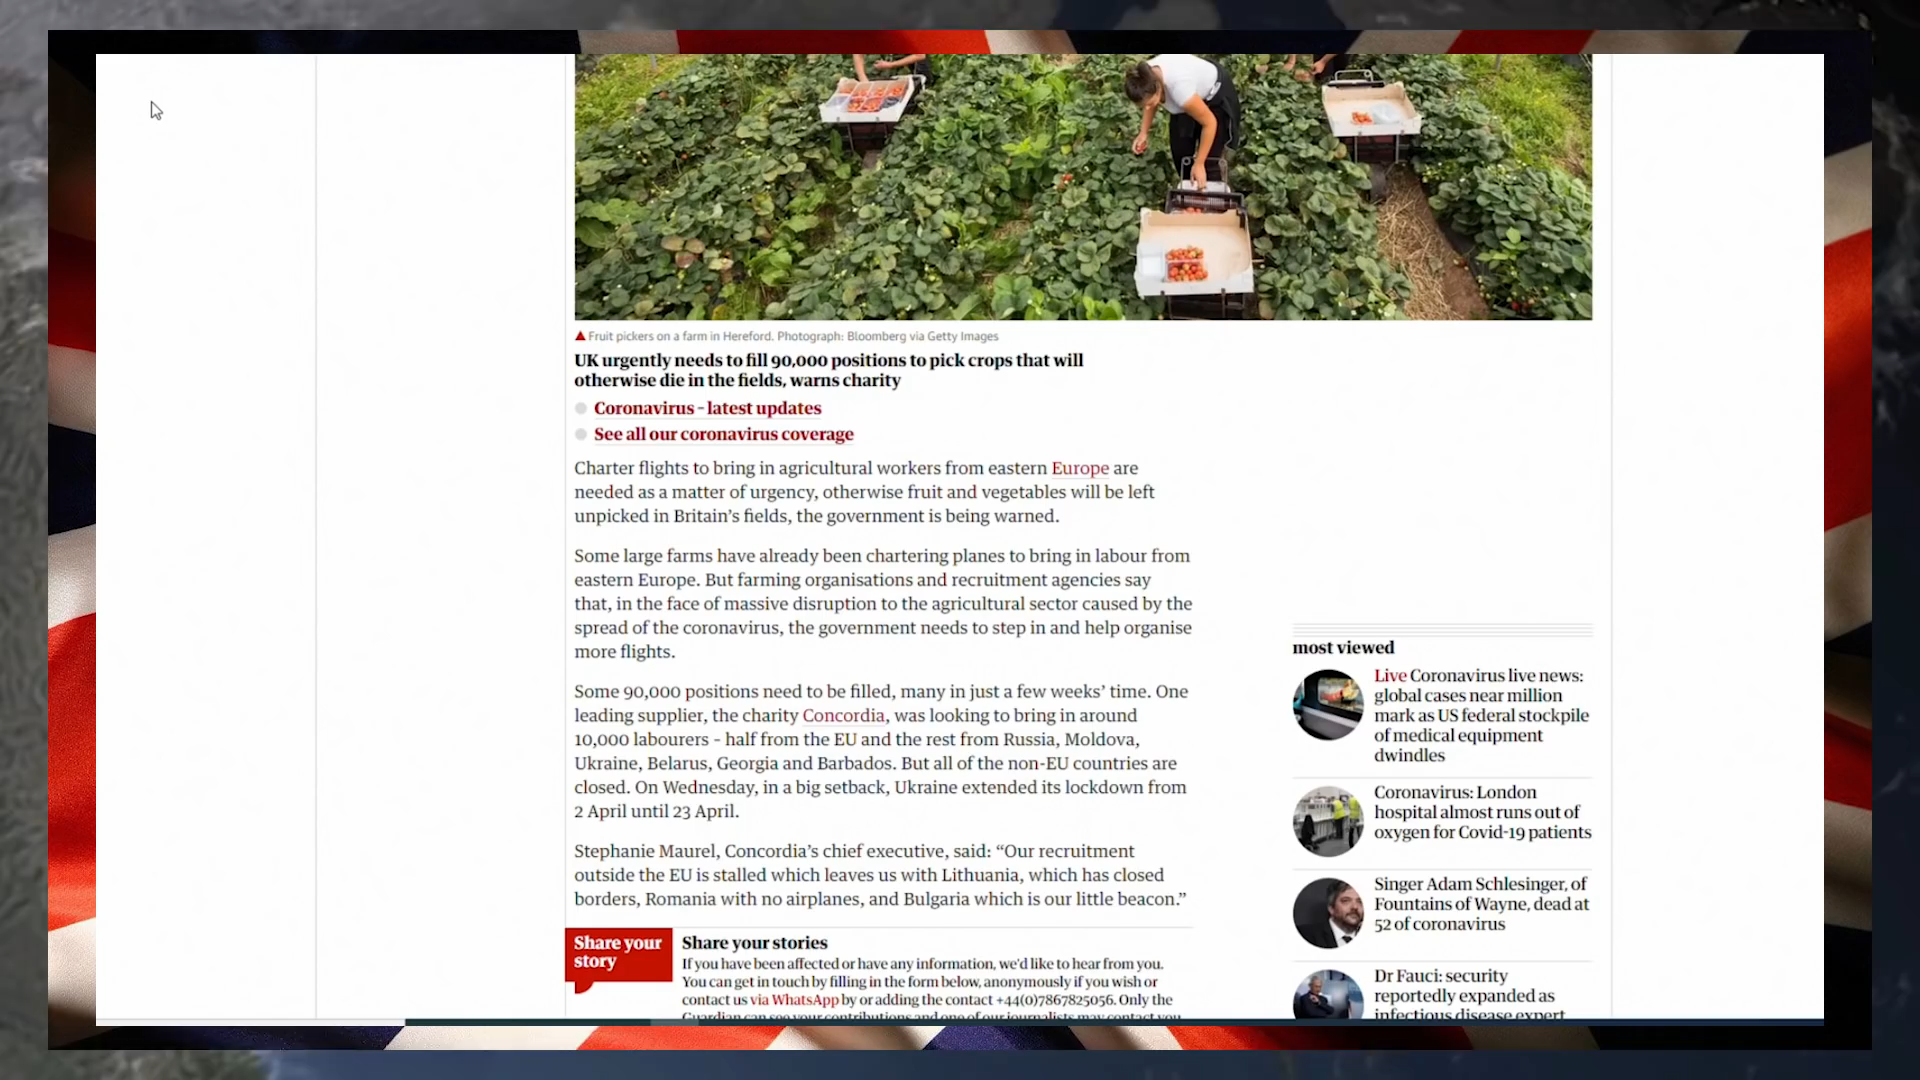 Fruit pickers on a farm in Hereford. Photograph: Bloomberg via Getty Images
UK urgently needs to fill 90,000 positions to pick crops that will
otherwise die in the fields, warns charity
Coronavirus – latest updates
See all our coronavirus coverage
Charter flights to bring in agricultural workers from eastern Europe are
needed as a matter of urgency, otherwise fruit and vegetables will be left
unpicked in Britain’s fields, the government is being warned.
Some large farms have already been chartering planes to bring in labour from
eastern Europe. But farming organisations and recruitment agencies say
that, in the face of massive disruption to the agricultural sector caused by the
spread of the coronavirus, the government needs to step in and help organise
more flights.
Some 90,000 positions need to be filled, many in just a few weeks’ time. One
leading supplier, the charity Concordia, was looking to bring in around
10,000 labourers – half from the EU and the rest from Russia, Moldova,
Ukraine, Belarus, Georgia and Barbados. But all of the non-EU countries are
closed. On Wednesday, in a big setback, Ukraine extended its lockdown from
2 April until 23 April.
Stephanie Maurel, Concordia’s chief executive, said: “Our recruitment
outside the EU is stalled which leaves us with Lithuania, which has closed
borders, Romania with no airplanes, and Bulgaria which is our little beacon.”
Share your
story
Share your stories
If you have been affected or have any information, we'd like to hear from you.
You can get in touch by filling in the form below, anonymously if you wish or
contact us via WhatsApp by or adding the contact +44(0)7867825056. Only the
Guardian can see your contributions and one of our journalists may contact you
most viewed
Live Coronavirus live news:
global cases near million
mark as US federal stockpile
of medical equipment
dwindles
Coronavirus: London
hospital almost runs out of
oxygen for Covid-19 patients
Singer Adam Schlesinger, of
Fountains of Wayne, dead at
52 of coronavirus
Dr Fauci: security
reportedly expanded as
infectious disease expert